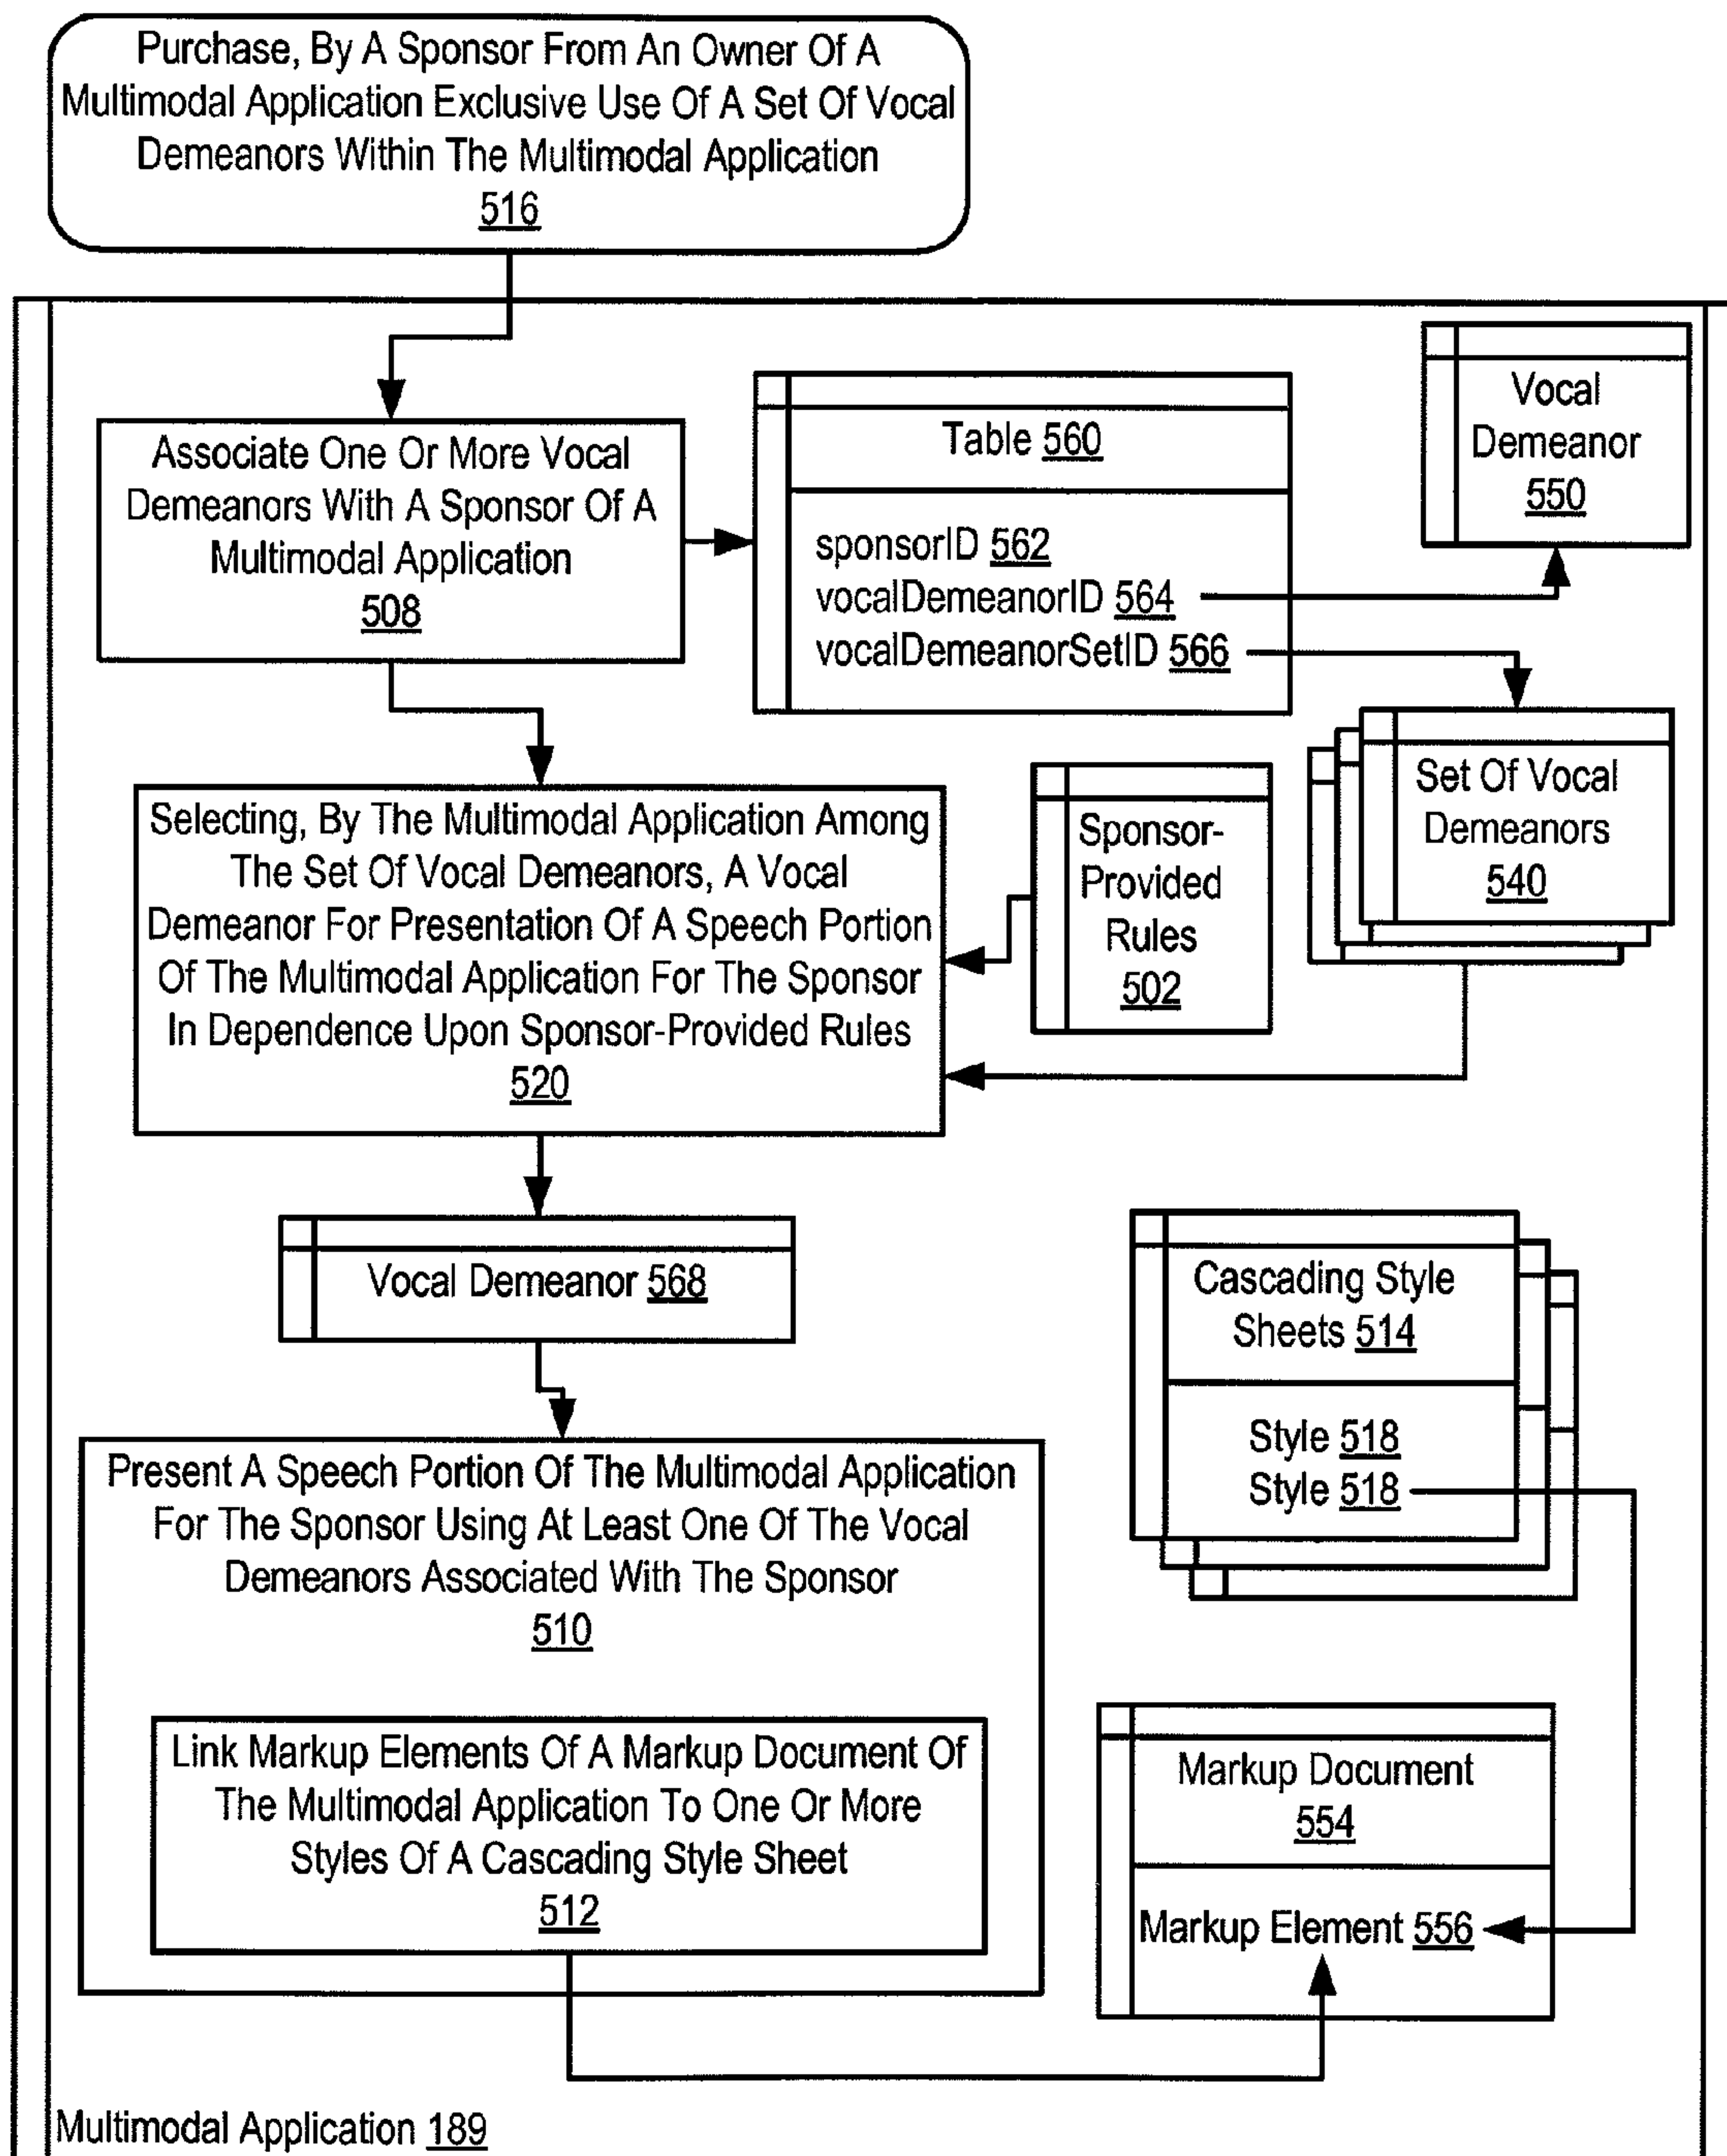 Purchase, By A Sponsor From An Owner Of A
Multimodal Application Exclusive Use Of A Set Of Vocal
Demeanors Within The Multimodal Application
516
Associate One Or More Vocal
Demeanors With A Sponsor Of A
Multimodal Application
508
Table 560
sponsorID 562
vocalDemeanorID 564
vocalDemeanorSetID 566
Vocal
Demeanor
550
Selecting, By The Multimodal Application Among
The Set Of Vocal Demeanors, A Vocal
Demeanor For Presentation Of A Speech Portion
Of The Multimodal Application For The Sponsor
In Dependence Upon Sponsor-Provided Rules
520
Sponsor-
Provided
Rules
502
Set Of Vocal
Demeanors
540
Vocal Demeanor 568
Cascading Style
Sheets 514
Style 518
Style 518
Present A Speech Portion Of The Multimodal Application
For The Sponsor Using At Least One Of The Vocal
Demeanors Associated With The Sponsor
510
Link Markup Elements Of A Markup Document Of
The Multimodal Application To One Or More
Styles Of A Cascading Style Sheet
512
Markup Document
554
Markup Element 556
Multimodal Application 189